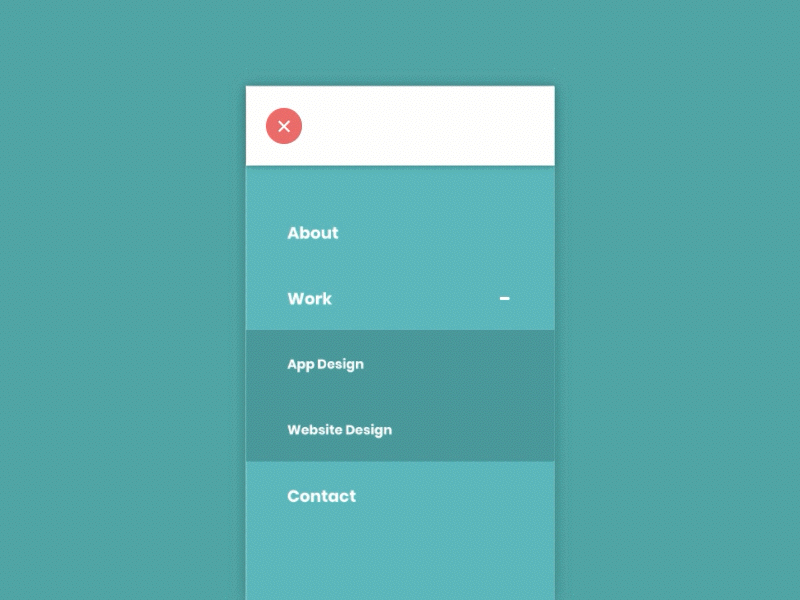 About
Work
App Design
Website Design
Contact